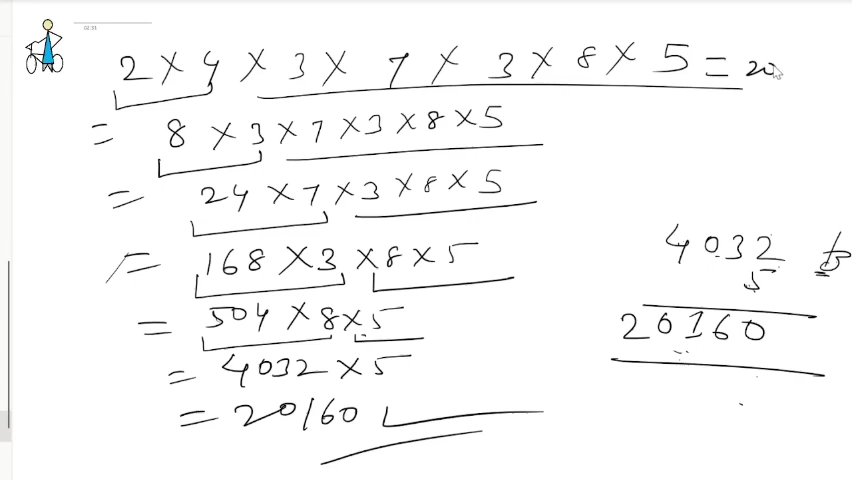 2 × 4 × 3 × 7 × 3 × 8 × 5 = 20
= 8 × 3 × 7 × 3 × 8 × 5
= 24 × 7 × 3 × 8 × 5
= 168 × 3 × 8 × 5
= 504 × 8 × 5
= 4032 × 5
= 20160
4032
5
20160